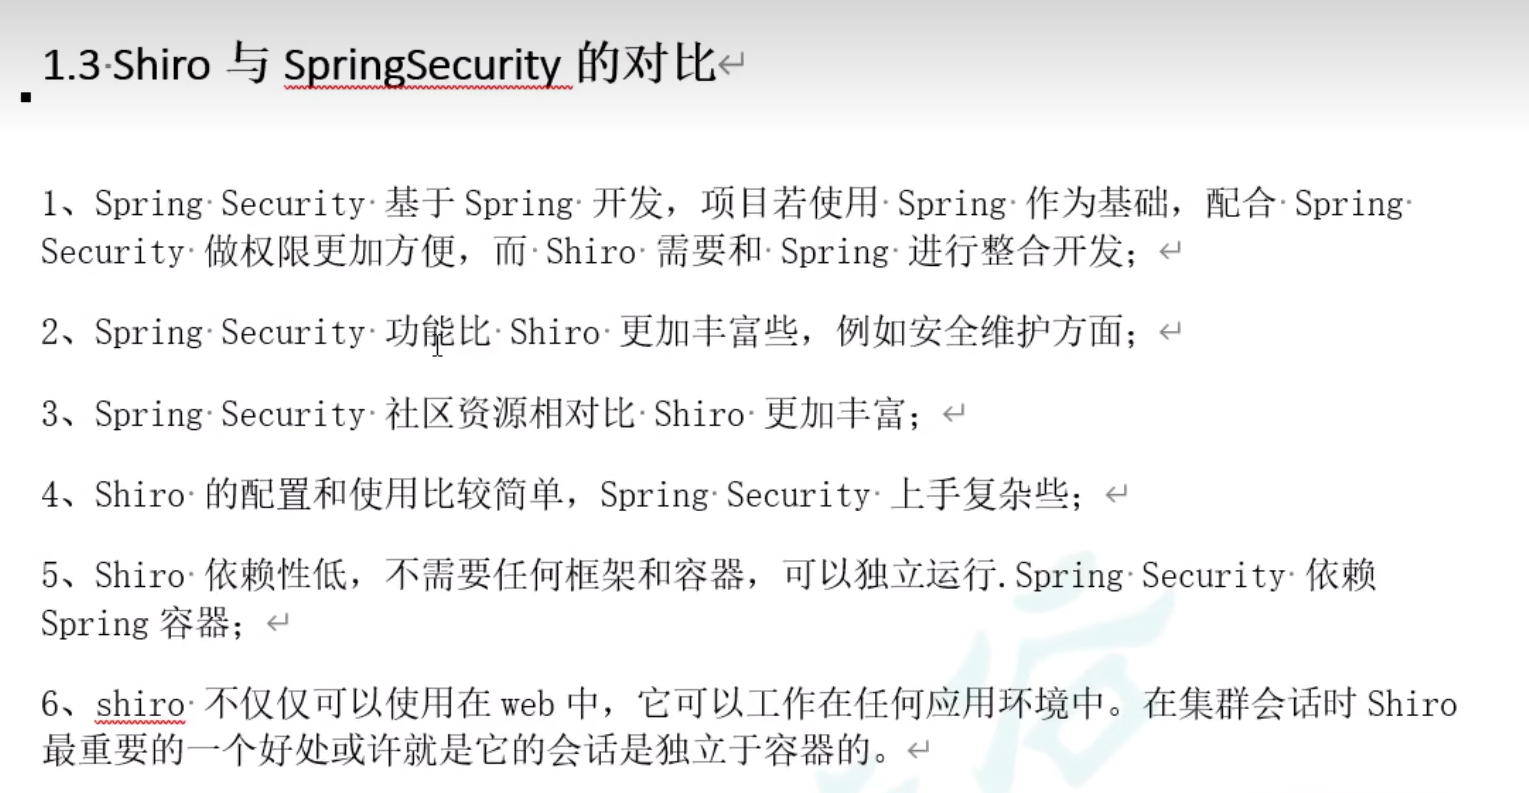 1.3 Shiro 与 SpringSecurity 的对比
1、Spring Security 基于 Spring 开发，项目若使用 Spring 作为基础，配合 Spring
Security 做权限更加方便，而 Shiro 需要和 Spring 进行整合开发；
2、Spring Security 功能比 Shiro 更加丰富些，例如安全维护方面；
3、Spring Security 社区资源相对比 Shiro 更加丰富；
4、Shiro 的配置和使用比较简单，Spring Security 上手复杂些；
5、Shiro 依赖性低，不需要任何框架和容器，可以独立运行.Spring Security 依赖
Spring 容器；
6、shiro 不仅仅可以使用在 web 中，它可以工作在任何应用环境中。在集群会话时 Shiro
最重要的一个好处或许就是它的会话是独立于容器的。